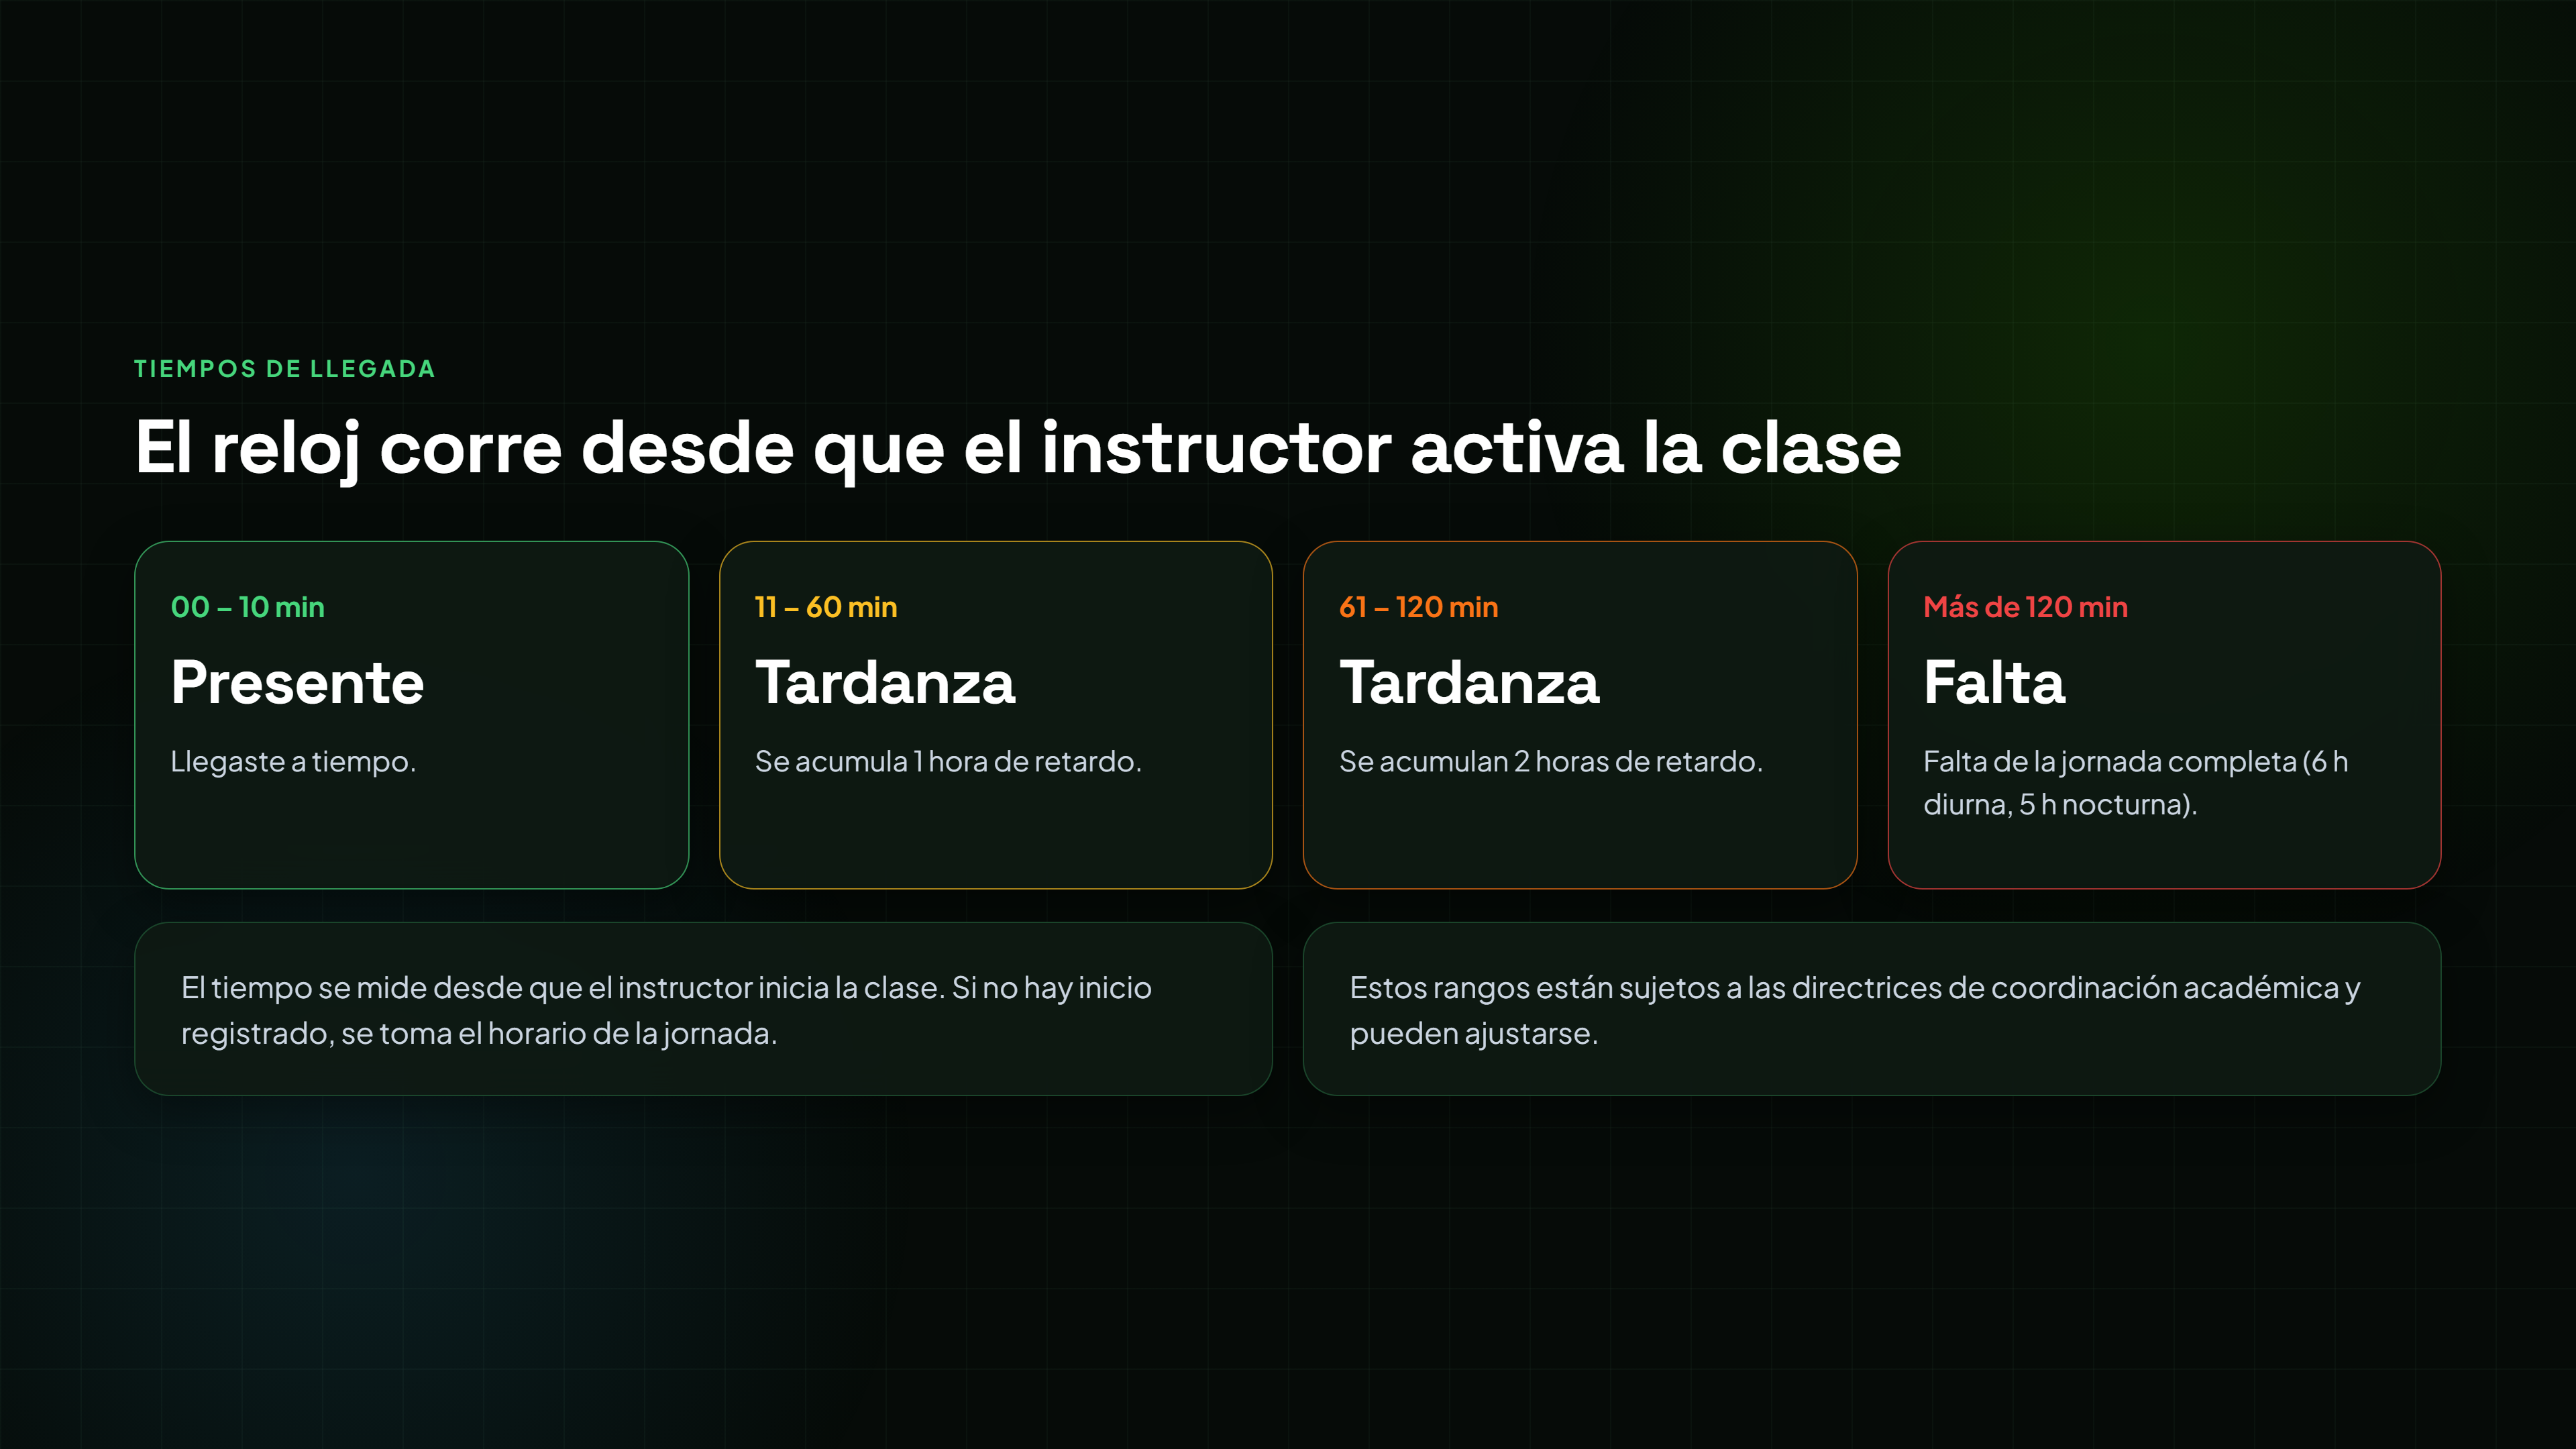 TIEMPOS DE LLEGADA
El reloj corre desde que el instructor activa la clase
00 – 10 min
Presente
Llegaste a tiempo.
11 – 60 min
Tardanza
Se acumula 1 hora de retardo.
61 – 120 min
Tardanza
Se acumulan 2 horas de retardo.
Más de 120 min
Falta
Falta de la jornada completa (6 h
diurna, 5 h nocturna).
El tiempo se mide desde que el instructor inicia la clase. Si no hay inicio
registrado, se toma el horario de la jornada.
Estos rangos están sujetos a las directrices de coordinación académica y
pueden ajustarse.